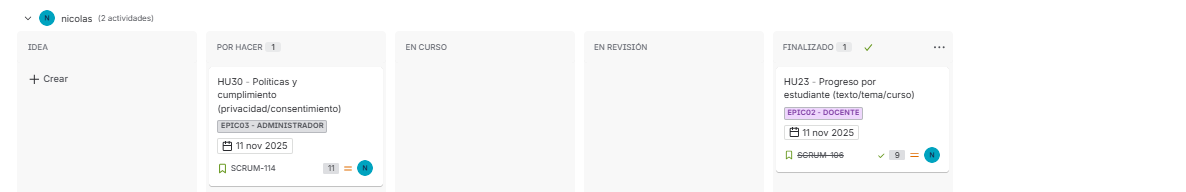 N nicolas (2 actividades)
IDEA
+ Crear
POR HACER 1
HU30 - Políticas y
cumplimiento
(privacidad/consentimiento)
EPIC03 - ADMINISTRADOR
11 nov 2025
SCRUM-114 11 N
EN CURSO
EN REVISIÓN
FINALIZADO 1
HU23 - Progreso por
estudiante (texto/tema/curso)
EPIC02 - DOCENTE
11 nov 2025
SCRUM-106 9 N